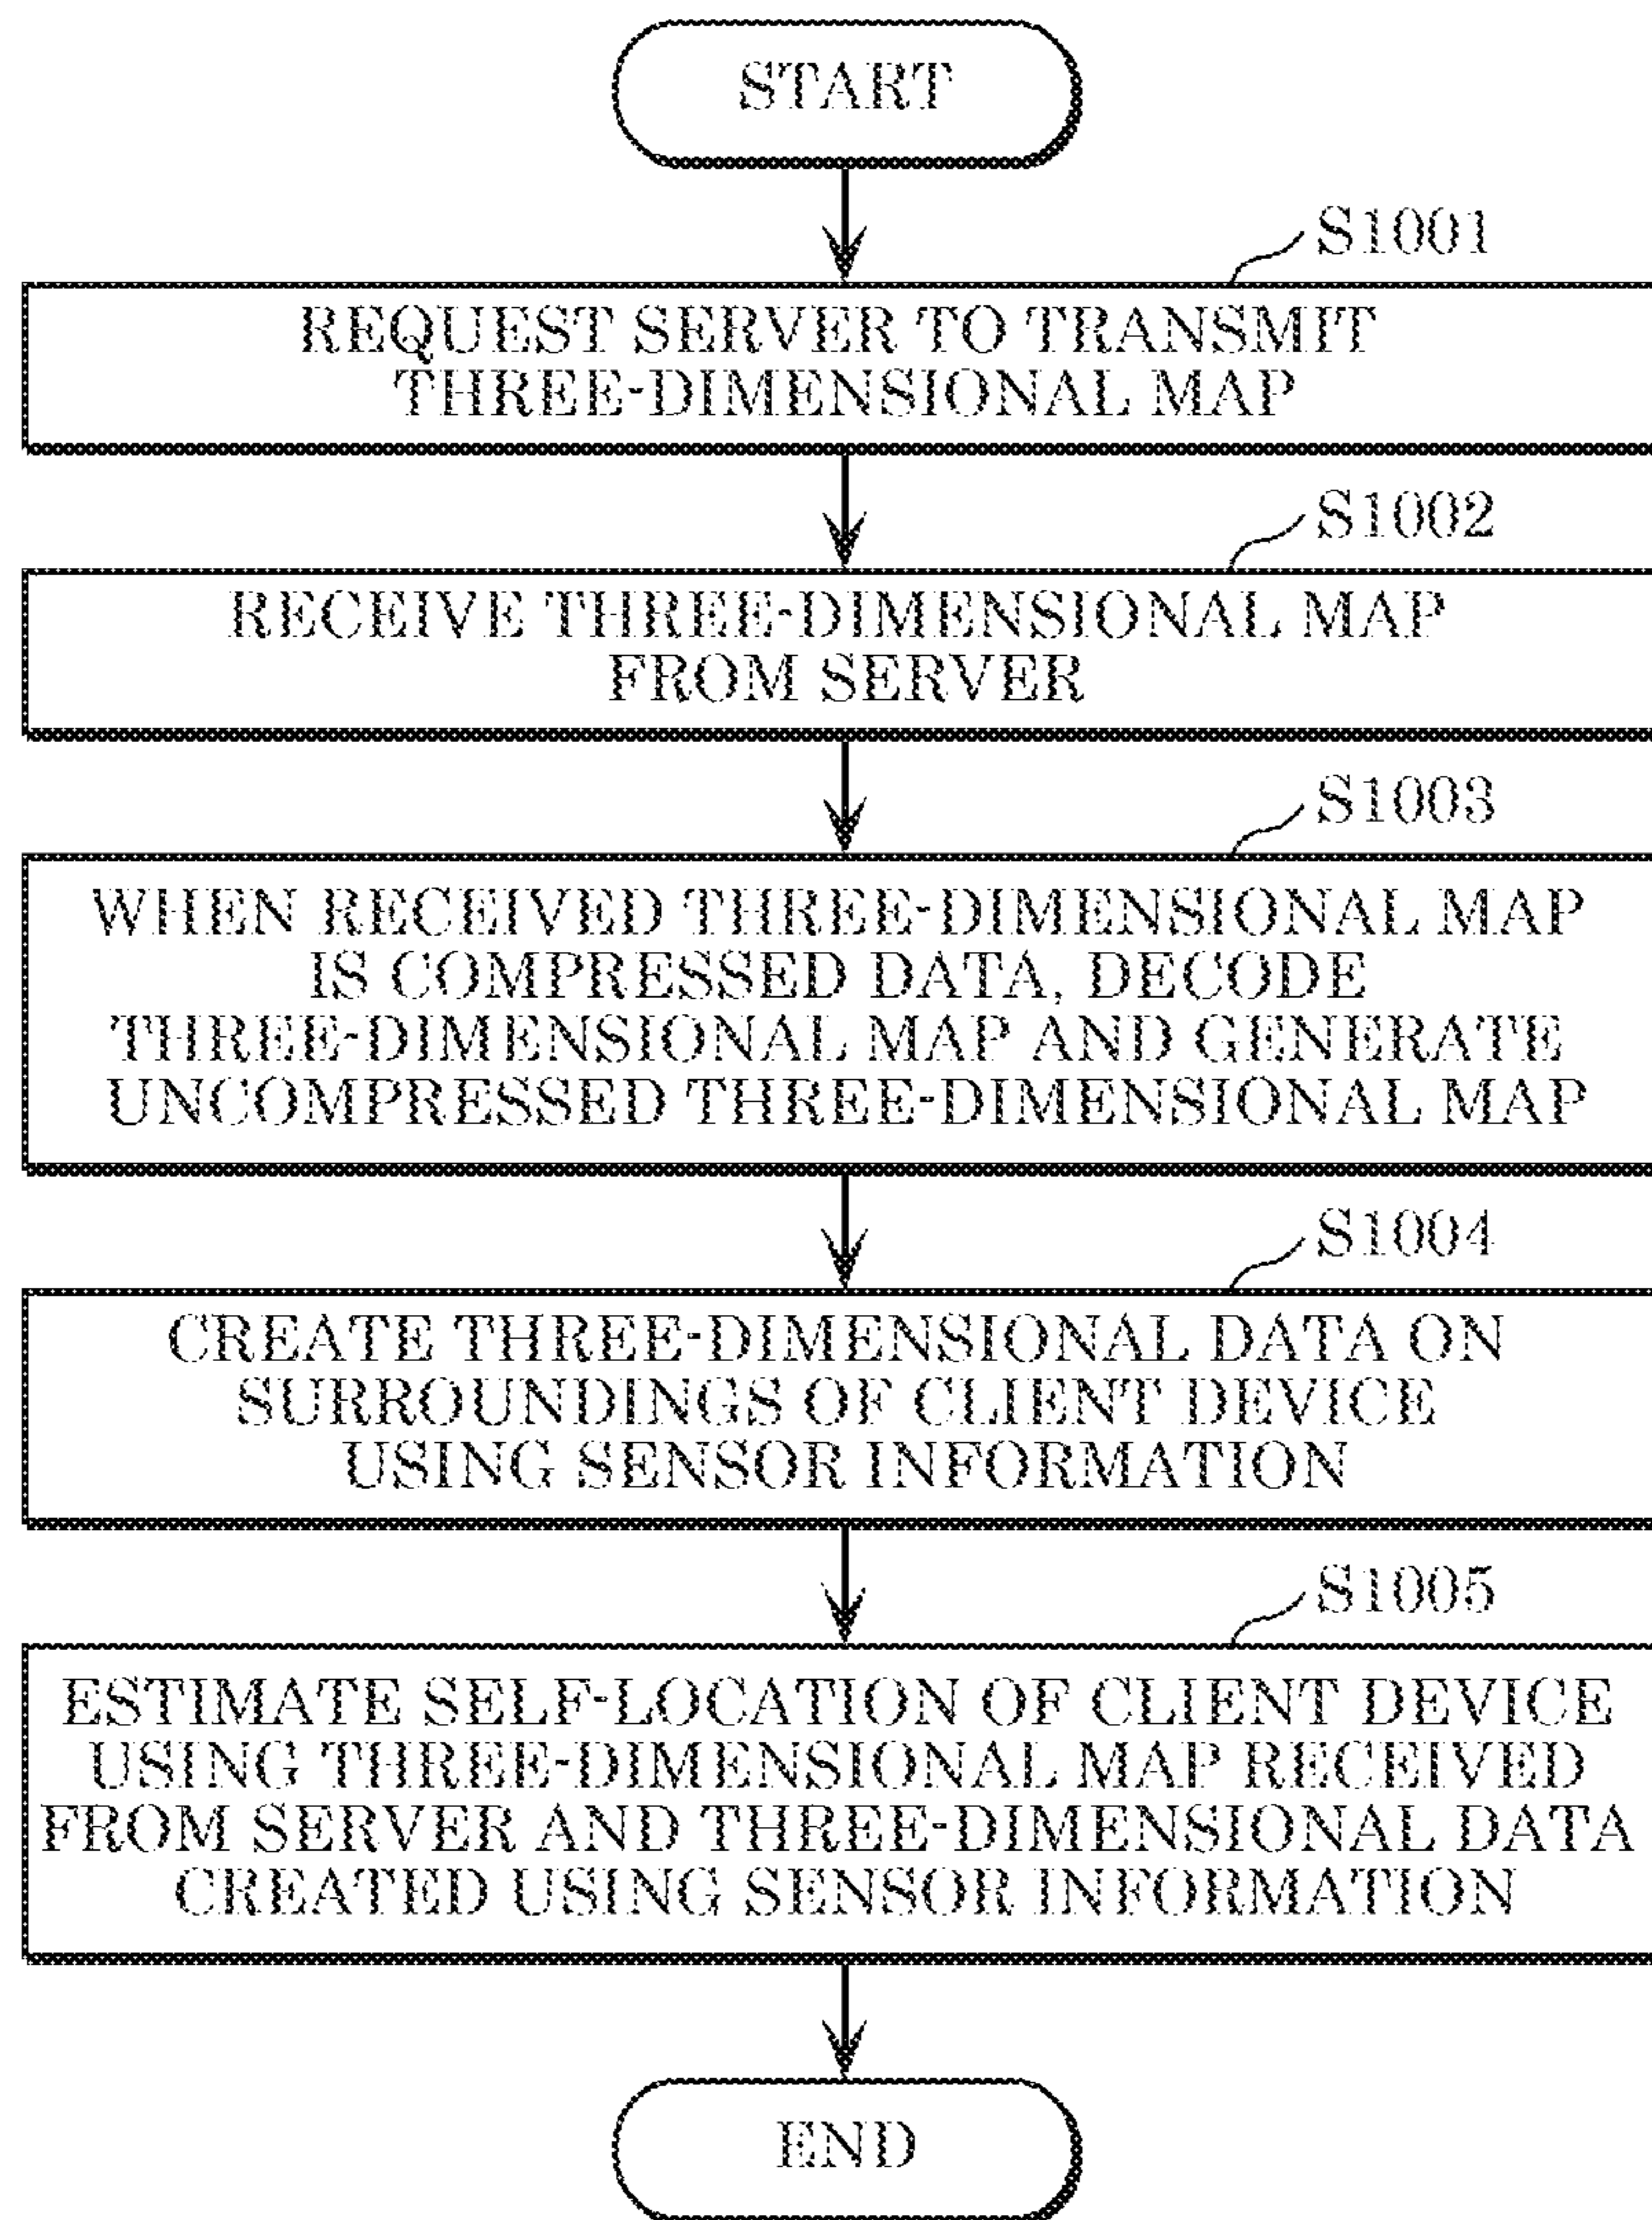 START
S1001
REQUEST SERVER TO TRANSMIT
THREE-DIMENSIONAL MAP
S1002
RECEIVE THREE-DIMENSIONAL MAP
FROM SERVER
S1003
WHEN RECEIVED THREE-DIMENSIONAL MAP
IS COMPRESSED DATA, DECODE
THREE-DIMENSIONAL MAP AND GENERATE
UNCOMPRESSED THREE-DIMENSIONAL MAP
S1004
CREATE THREE-DIMENSIONAL DATA ON
SURROUNDINGS OF CLIENT DEVICE
USING SENSOR INFORMATION
S1005
ESTIMATE SELF-LOCATION OF CLIENT DEVICE
USING THREE-DIMENSIONAL MAP RECEIVED
FROM SERVER AND THREE-DIMENSIONAL DATA
CREATED USING SENSOR INFORMATION
END